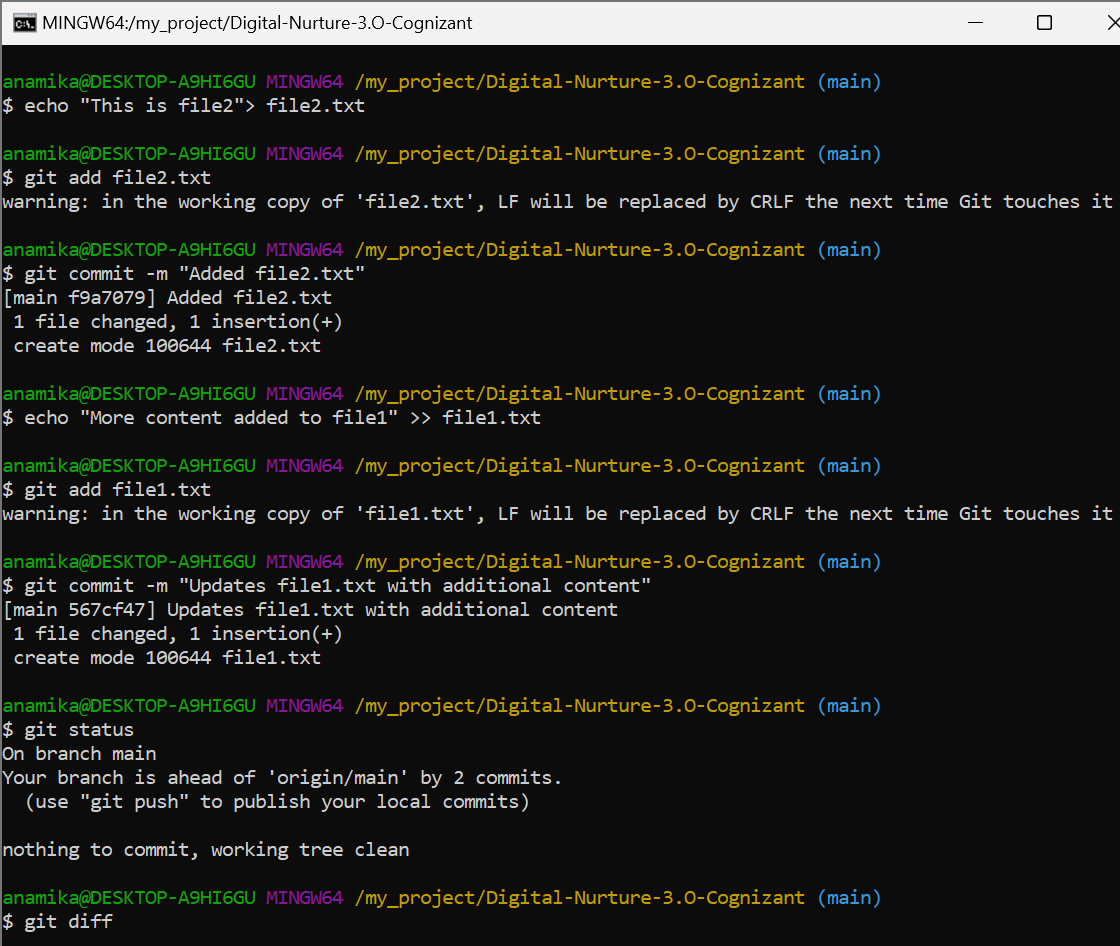 MINGW64:/my_project/Digital-Nurture-3.O-Cognizant
anamika@DESKTOP-A9HI6GU MINGW64 /my_project/Digital-Nurture-3.O-Cognizant (main)
$ echo "This is file2"> file2.txt
anamika@DESKTOP-A9HI6GU MINGW64 /my_project/Digital-Nurture-3.O-Cognizant (main)
$ git add file2.txt
warning: in the working copy of 'file2.txt', LF will be replaced by CRLF the next time Git touches it
anamika@DESKTOP-A9HI6GU MINGW64 /my_project/Digital-Nurture-3.O-Cognizant (main)
$ git commit -m "Added file2.txt"
[main f9a7079] Added file2.txt
 1 file changed, 1 insertion(+)
 create mode 100644 file2.txt
anamika@DESKTOP-A9HI6GU MINGW64 /my_project/Digital-Nurture-3.O-Cognizant (main)
$ echo "More content added to file1" >> file1.txt
anamika@DESKTOP-A9HI6GU MINGW64 /my_project/Digital-Nurture-3.O-Cognizant (main)
$ git add file1.txt
warning: in the working copy of 'file1.txt', LF will be replaced by CRLF the next time Git touches it
anamika@DESKTOP-A9HI6GU MINGW64 /my_project/Digital-Nurture-3.O-Cognizant (main)
$ git commit -m "Updates file1.txt with additional content"
[main 567cf47] Updates file1.txt with additional content
 1 file changed, 1 insertion(+)
 create mode 100644 file1.txt
anamika@DESKTOP-A9HI6GU MINGW64 /my_project/Digital-Nurture-3.O-Cognizant (main)
$ git status
On branch main
Your branch is ahead of 'origin/main' by 2 commits.
  (use "git push" to publish your local commits)
nothing to commit, working tree clean
anamika@DESKTOP-A9HI6GU MINGW64 /my_project/Digital-Nurture-3.O-Cognizant (main)
$ git diff